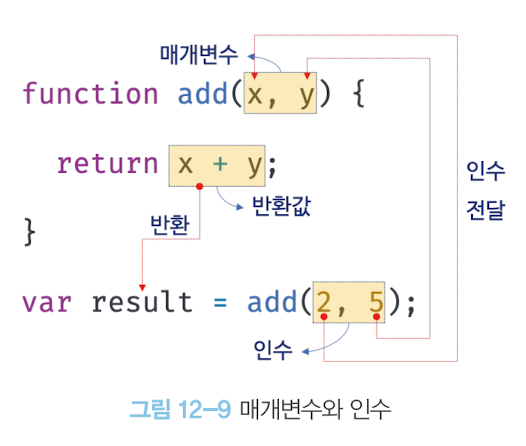 매개변수
function add(x, y) {
return x + y;
인수
전달
반환값
반환
}
var result = add(2, 5);
인수
그림 12-9 매개변수와 인수